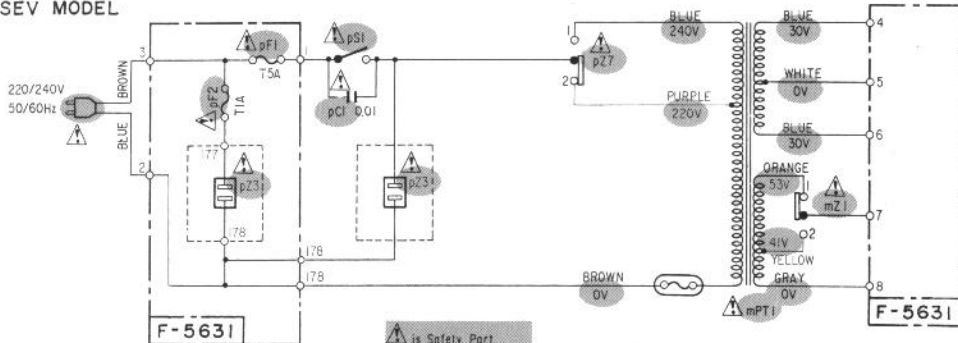 SEV MODEL
220/240V
50/60Hz
BROWN
BLUE
3
2
pF1
T5A
pF2
T1A
177
pZ3
178
178
178
F-5631
1
pS1
pC1 0.01
pZ3
1
2
pZ7
BLUE
240V
PURPLE
220V
BROWN
0V
mPT1
BLUE
30V
WHITE
0V
BLUE
30V
ORANGE
53V
1
mZ1
2
41V
YELLOW
GRAY
0V
4
5
6
7
8
F-5631
is Safety Part